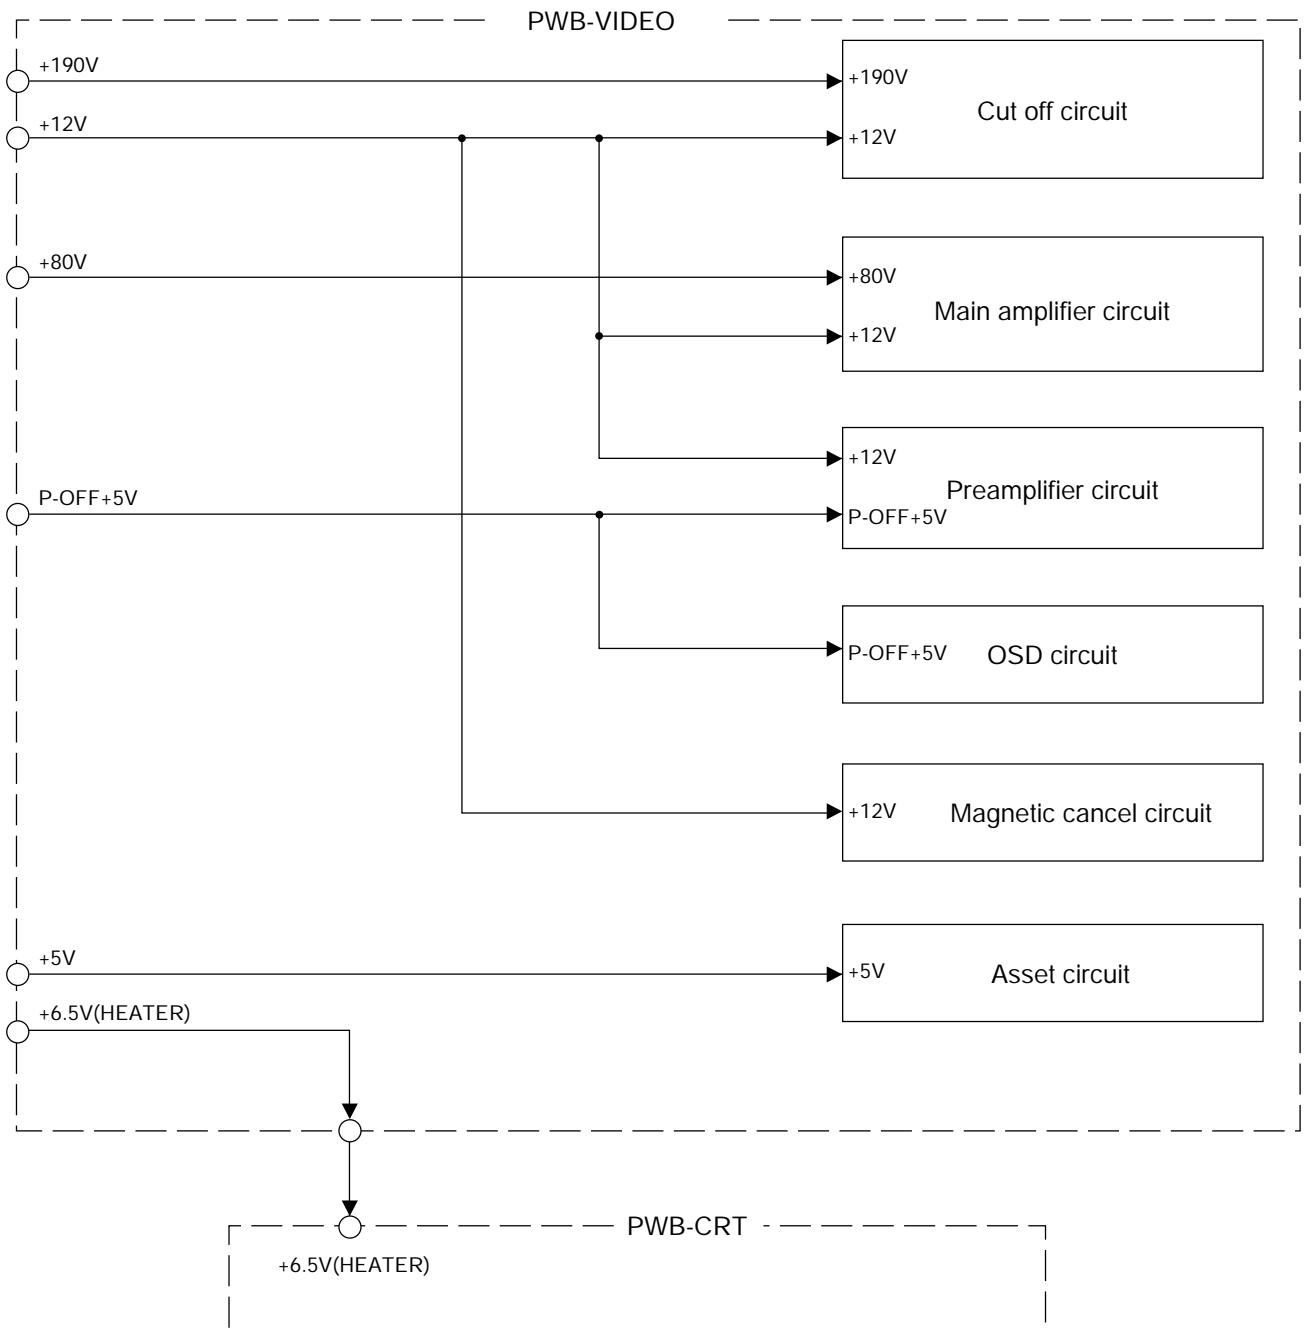 PWB-VIDEO
+190V
+190V
Cut off circuit
+12V
+12V
+80V
+80V
Main amplifier circuit
+12V
+12V
Preamplifier circuit
P-OFF+5V
P-OFF+5V
P-OFF+5V
OSD circuit
+12V
Magnetic cancel circuit
+5V
+5V
Asset circuit
+6.5V(HEATER)
PWB-CRT
+6.5V(HEATER)